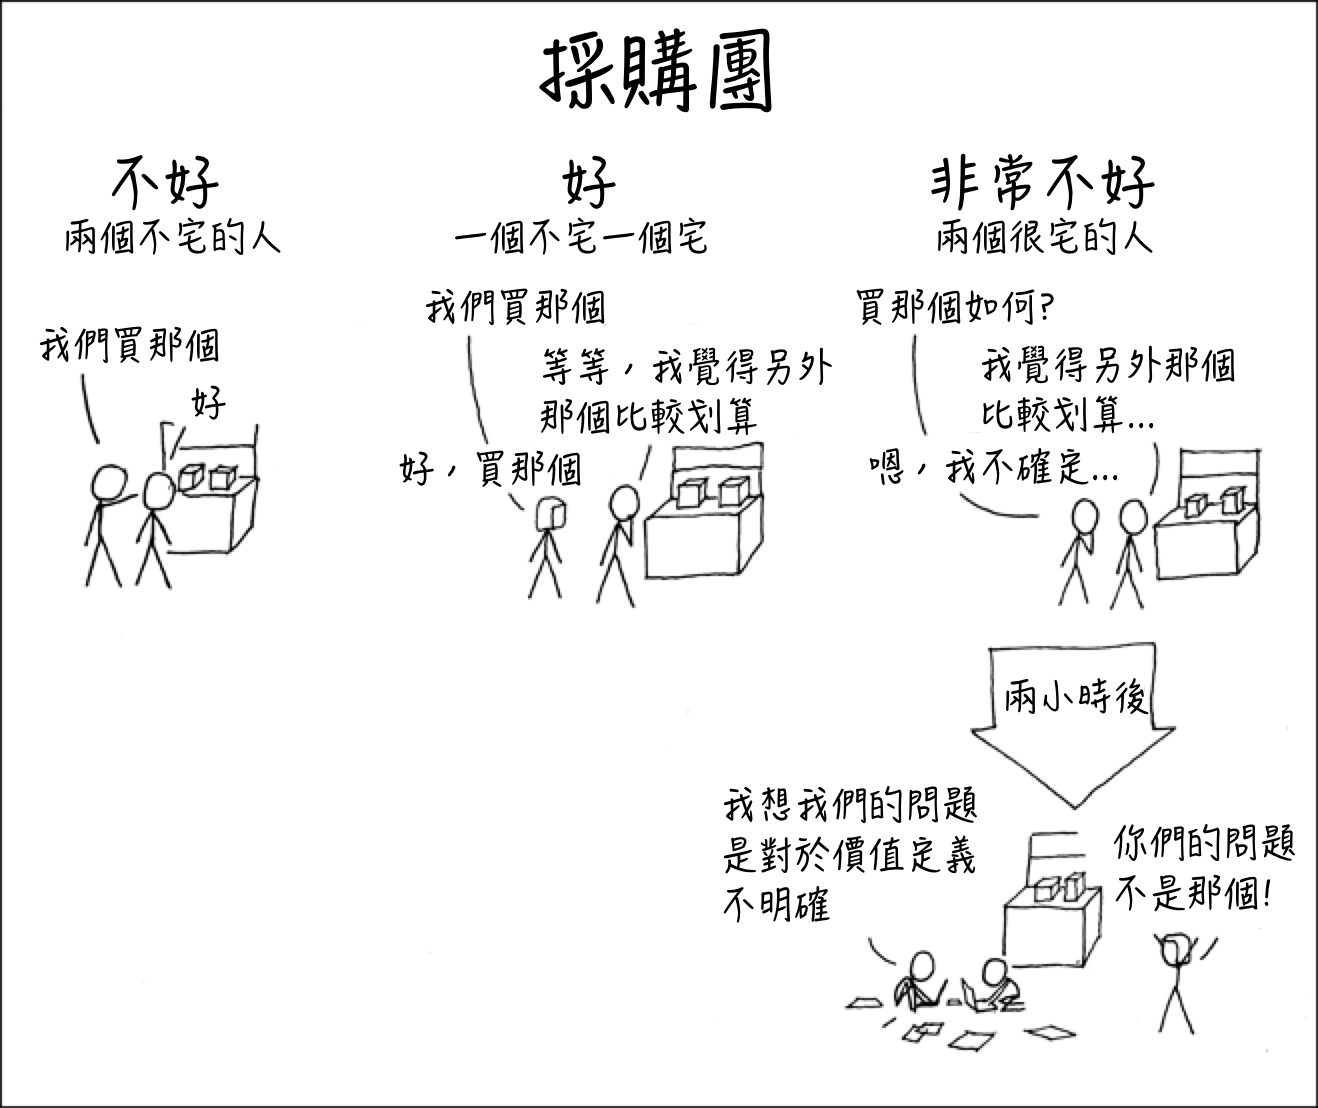 採購團
不好
兩個不宅的人
我們買那個
好
好
一個不宅一個宅
我們買那個
等等，我覺得另外
那個比較划算
好，買那個
非常不好
兩個很宅的人
買那個如何?
我覺得另外那個
比較划算...
嗯，我不確定...
兩小時後
我想我們的問題
是對於價值定義
不明確
你們的問題
不是那個!